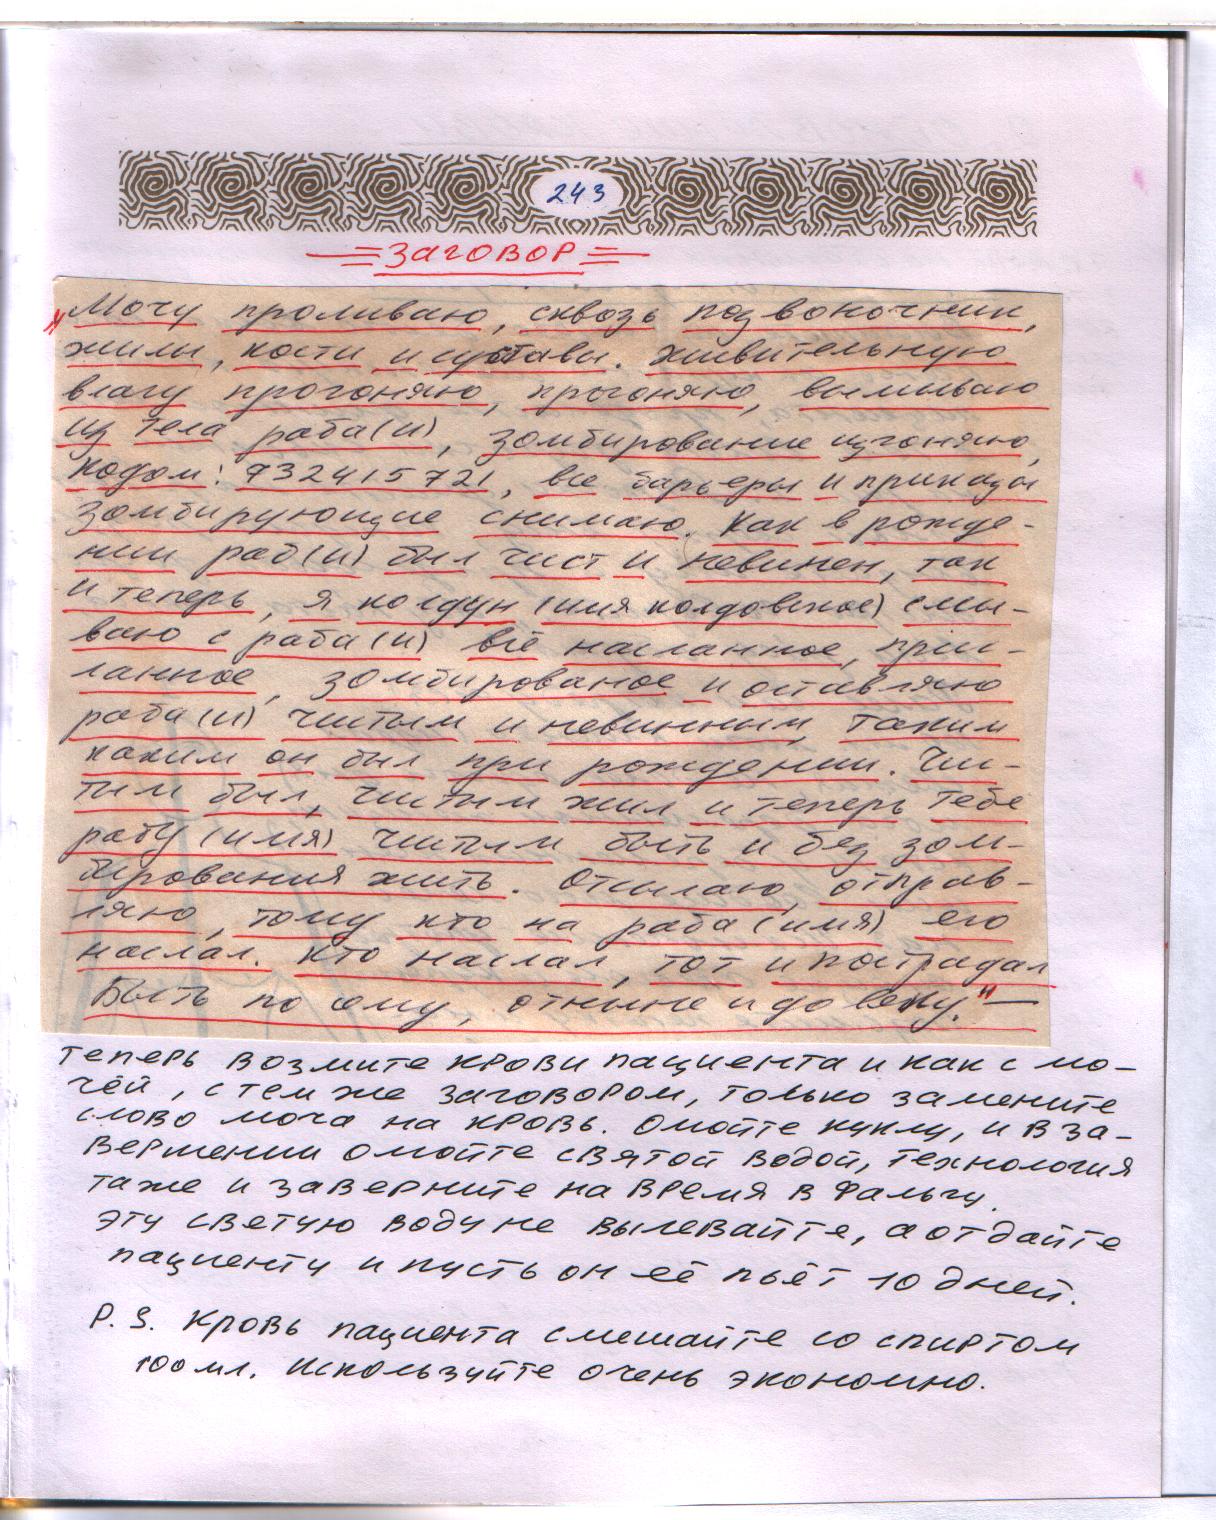 243
ЗАГОВОР
„Мочу проливаю, сквозь позвоночник,
жилы, кости и суставы. Живительную
влагу прогоняю, прогоняю, вымываю
из тела раба(и), зомбирование изгоняю,
кодом: 932415721, все барьеры и приказы
зомбирующие снимаю. Как в рожде-
нии раб(и) был чист и невинен, так
и теперь, я колдун (имя колдовское) смы-
ваю с раба(и) всё насланное, прис-
ланное, зомбированое и оставляю
раба(и) чистым и невинным, таким
каким он был при рождении. Чис-
тым был, чистым жил и теперь тебе
рабу (имя) чистым быть и без зом-
бирования жить. Отсылаю, отправ-
ляю, тому кто на раба (имя) его
наслал. Кто наслал, тот и пострадал
Быть по сему, отныне и до веку."—
Теперь возмите крови пациента и как с мо-
чёй, с тем же заговором, только замените
слово моча на кровь. Омойте куклу, и в за-
вершении омойте святой водой, технология
таже и заверните на время в фальгу.
Эту светую воду не вылевайте, а отдайте
пациенту и пусть он её пьёт 10 дней.
P.S. Кровь пациента смешайте со спиртом
100 мл. Используйте очень экономно.